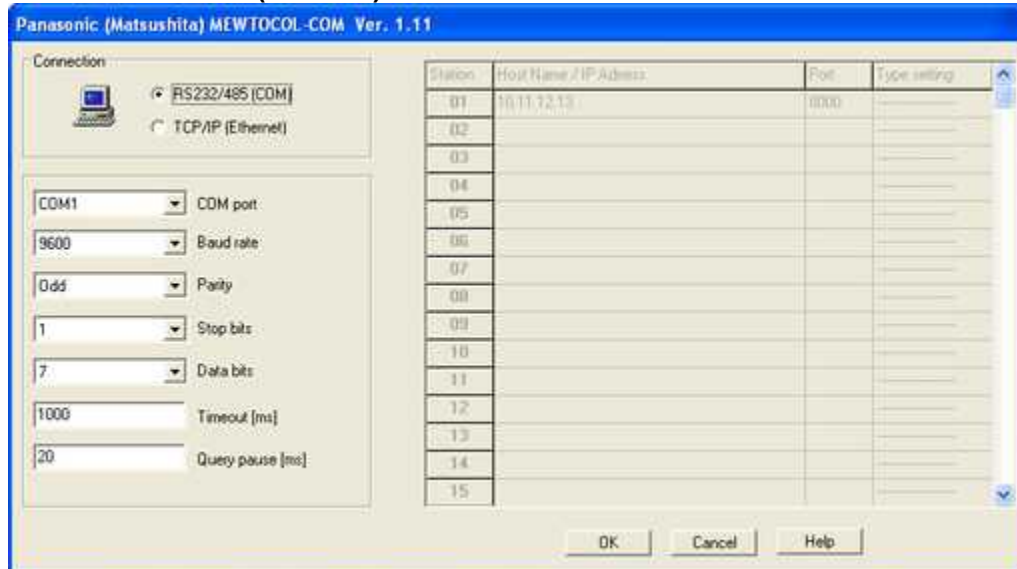 Panasonic (Matsushita) MEWTOCOL-COM Ver. 1.11
Connection
RS232/485 (COM)
TCP/IP (Ethernet)
COM1 COM port
9600 Baud rate
Odd Parity
1 Stop bits
7 Data bits
1000 Timeout [ms]
20 Query pause [ms]
Station Host Name / IP Adress Port Type setting
01 10.11.12.13 8000
02
03
04
05
06
07
08
09
10
11
12
13
14
15
OK Cancel Help